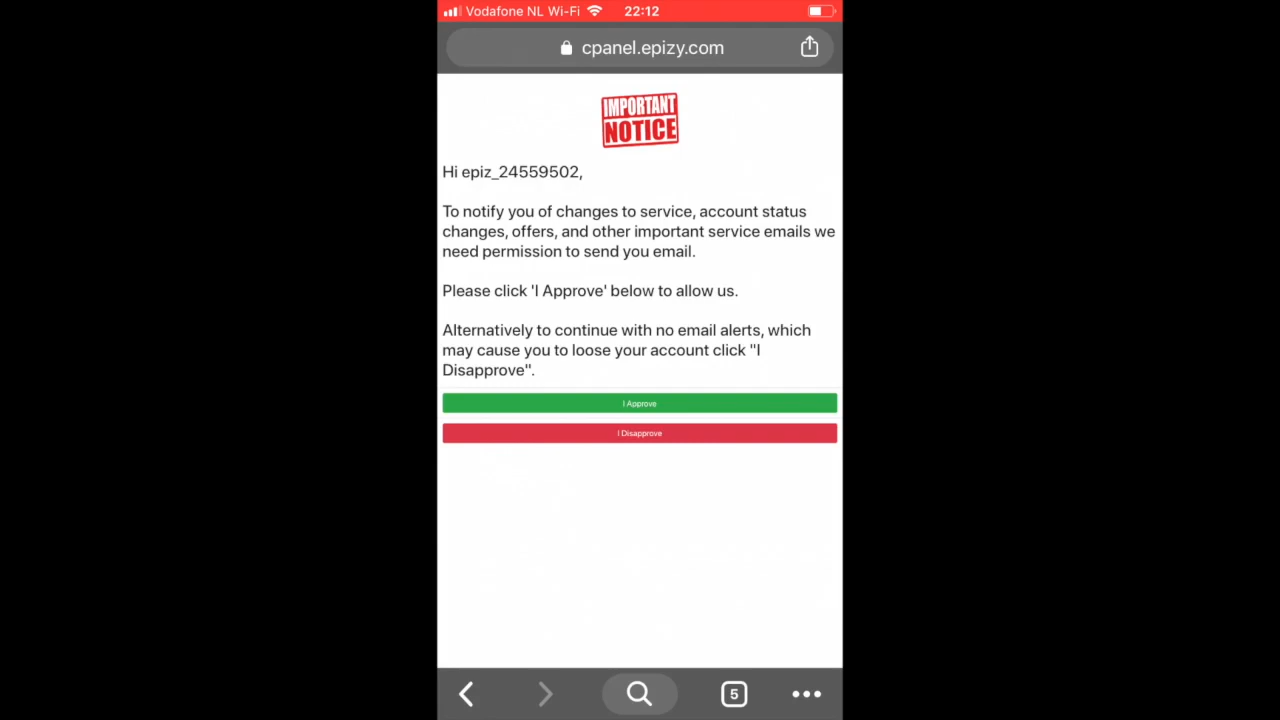 Vodafone NL Wi-Fi 22:12
cpanel.epizy.com
IMPORTANT
NOTICE
Hi epiz_24559502,
To notify you of changes to service, account status
changes, offers, and other important service emails we
need permission to send you email.
Please click 'I Approve' below to allow us.
Alternatively to continue with no email alerts, which
may cause you to loose your account click "I
Disapprove".
I Approve
I Disapprove
5